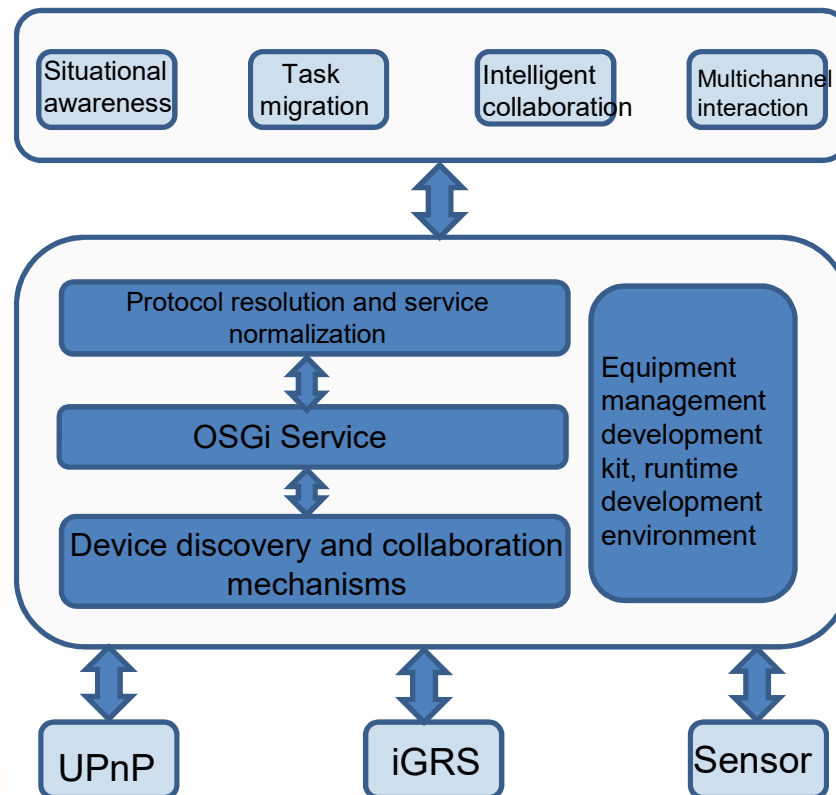 Situational
awareness
Task
migration
Intelligent
collaboration
Multichannel
interaction
Protocol resolution and service
normalization
OSGi Service
Device discovery and collaboration
mechanisms
Equipment
management
development
kit, runtime
development
environment
UPnP
iGRS
Sensor